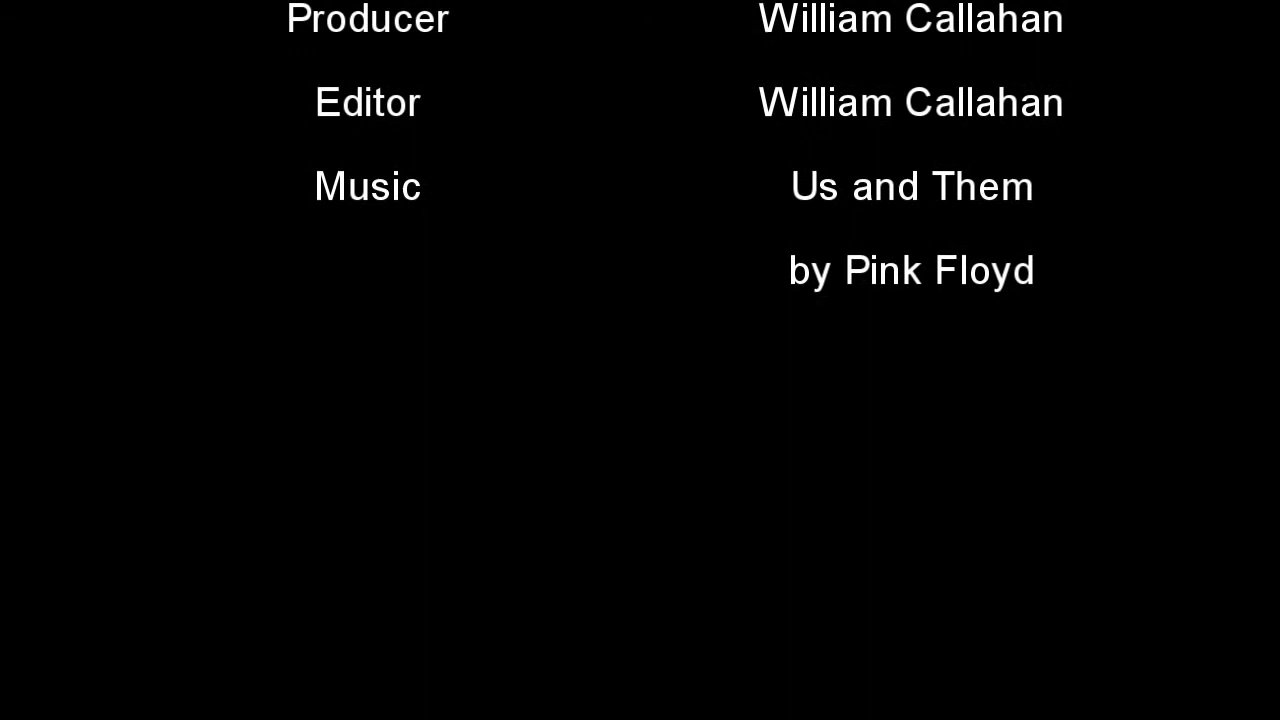 Producer William Callahan
Editor William Callahan
Music Us and Them
by Pink Floyd